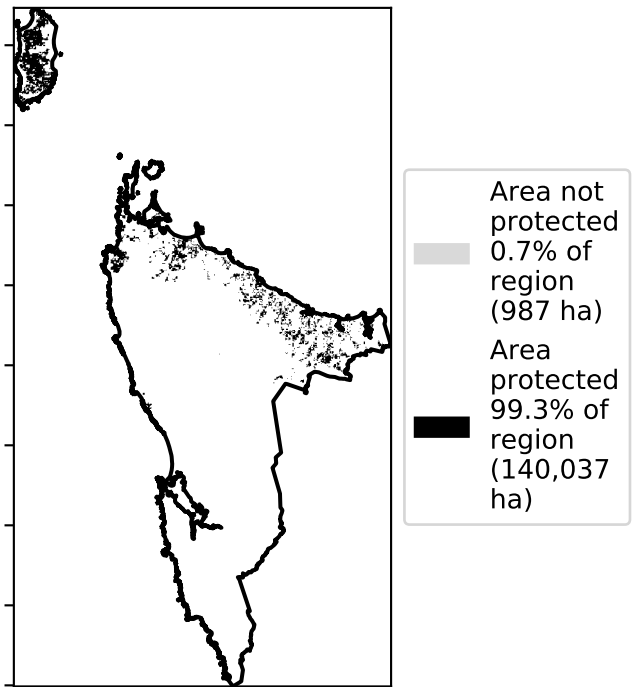 Area not
protected
0.7% of
region
(987 ha)
Area
protected
99.3% of
region
(140,037
ha)